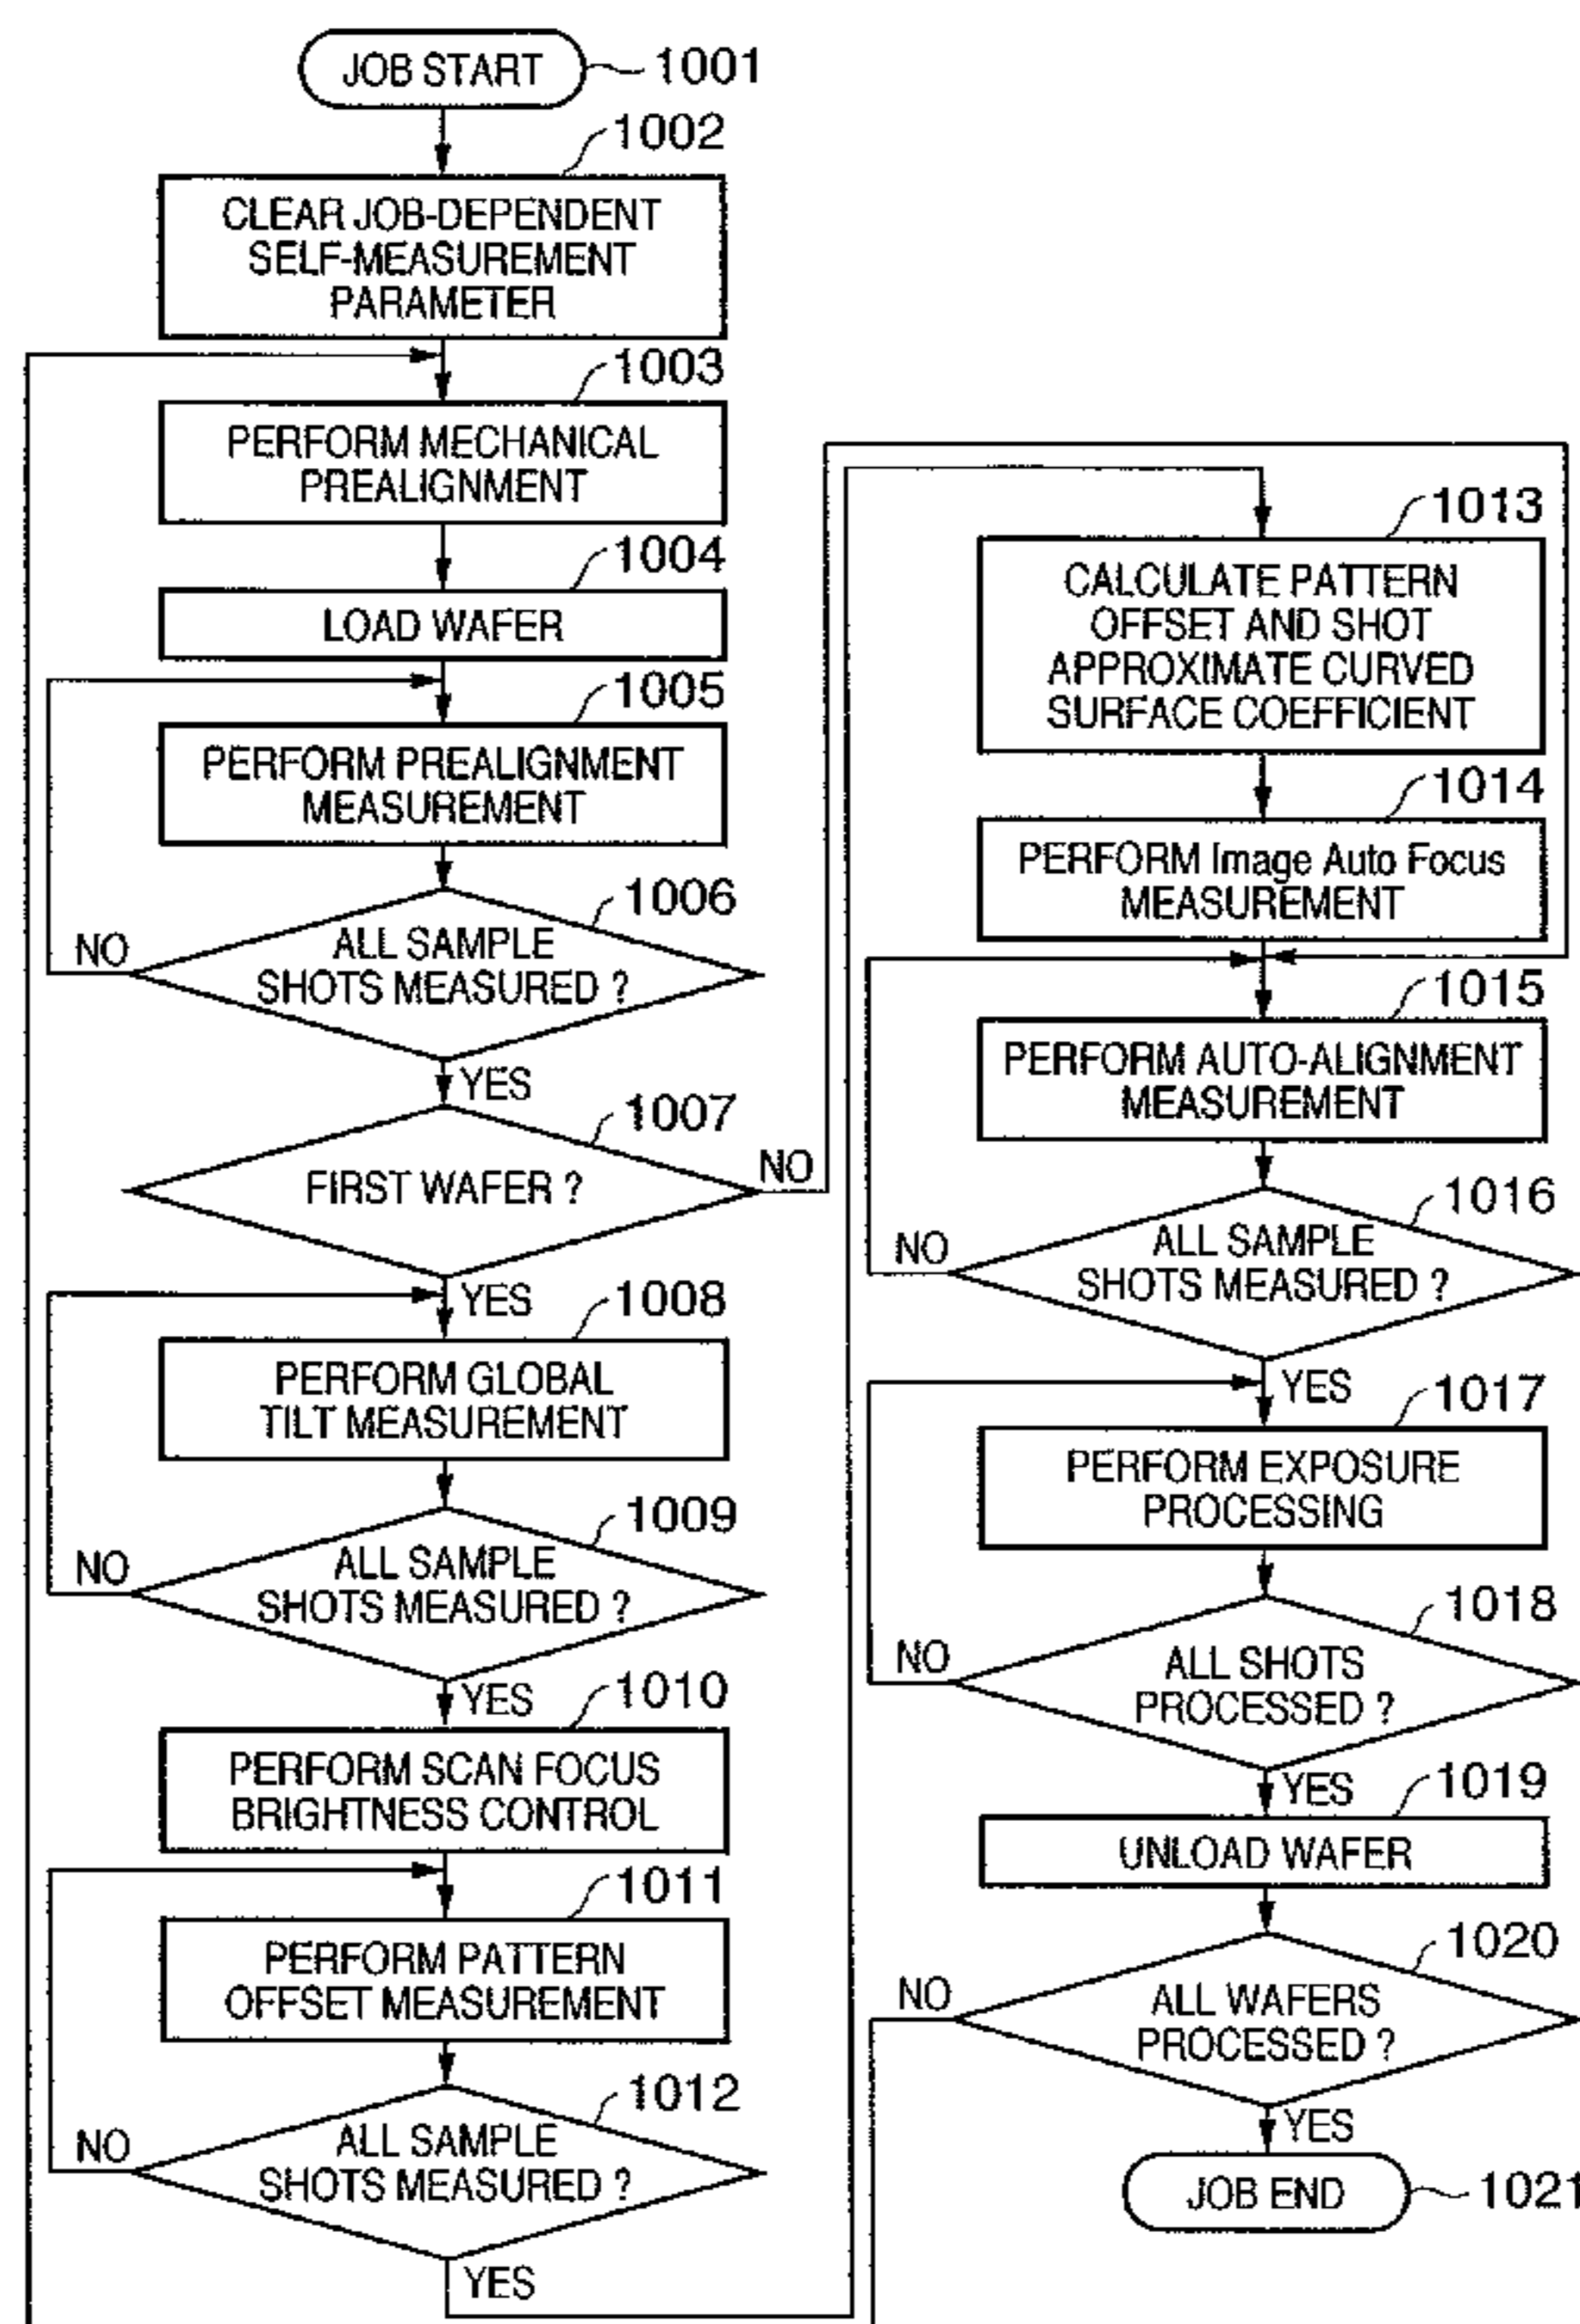 JOB START
1001
1002
CLEAR JOB-DEPENDENT
SELF-MEASUREMENT
PARAMETER
1003
PERFORM MECHANICAL
PREALIGNMENT
1004
LOAD WAFER
1005
PERFORM PREALIGNMENT
MEASUREMENT
1006
ALL SAMPLE
SHOTS MEASURED ?
NO
YES
1007
FIRST WAFER ?
NO
YES
1008
PERFORM GLOBAL
TILT MEASUREMENT
1009
ALL SAMPLE
SHOTS MEASURED ?
NO
YES
1010
PERFORM SCAN FOCUS
BRIGHTNESS CONTROL
1011
PERFORM PATTERN
OFFSET MEASUREMENT
1012
ALL SAMPLE
SHOTS MEASURED ?
NO
YES
1013
CALCULATE PATTERN
OFFSET AND SHOT
APPROXIMATE CURVED
SURFACE COEFFICIENT
1014
PERFORM Image Auto Focus
MEASUREMENT
1015
PERFORM AUTO-ALIGNMENT
MEASUREMENT
1016
ALL SAMPLE
SHOTS MEASURED ?
NO
YES
1017
PERFORM EXPOSURE
PROCESSING
1018
ALL SHOTS
PROCESSED ?
NO
YES
1019
UNLOAD WAFER
1020
ALL WAFERS
PROCESSED ?
NO
YES
JOB END
1021